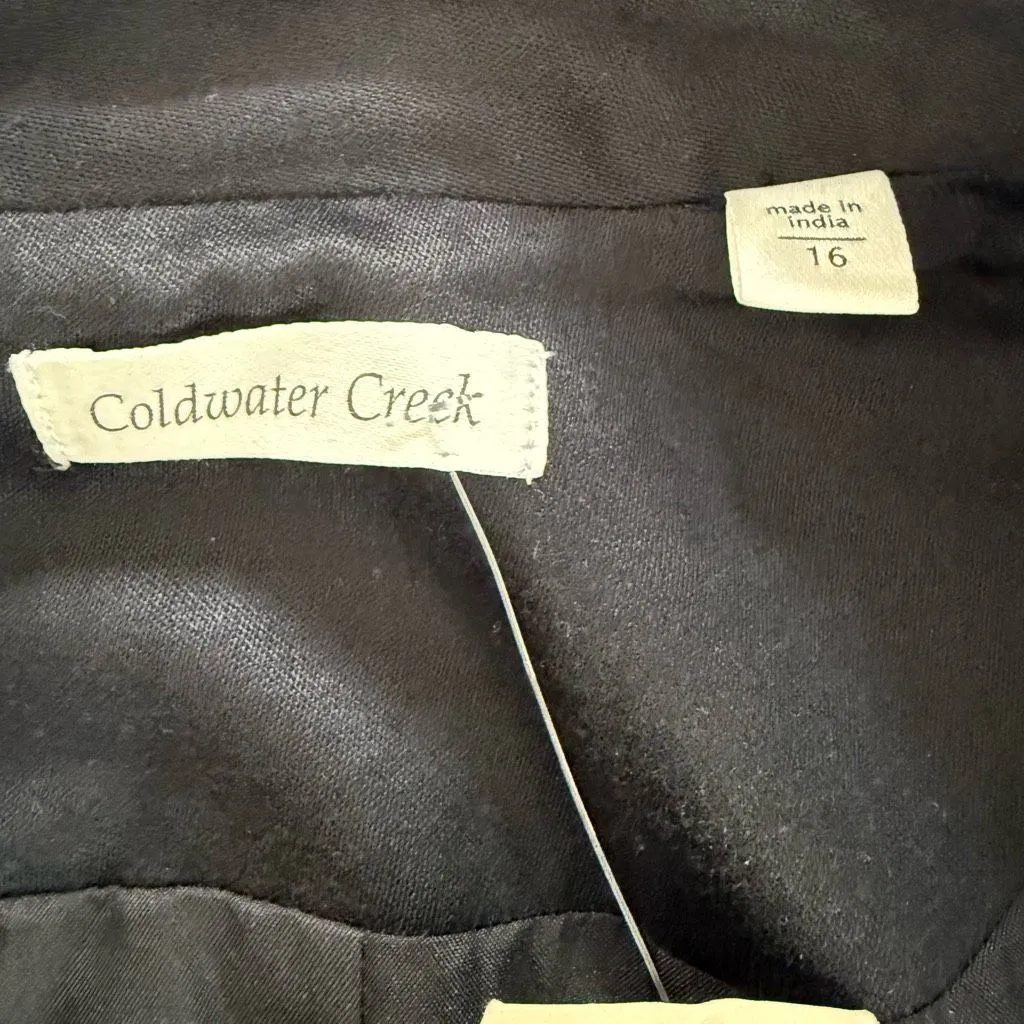 Coldwater Creek
made in
india
16